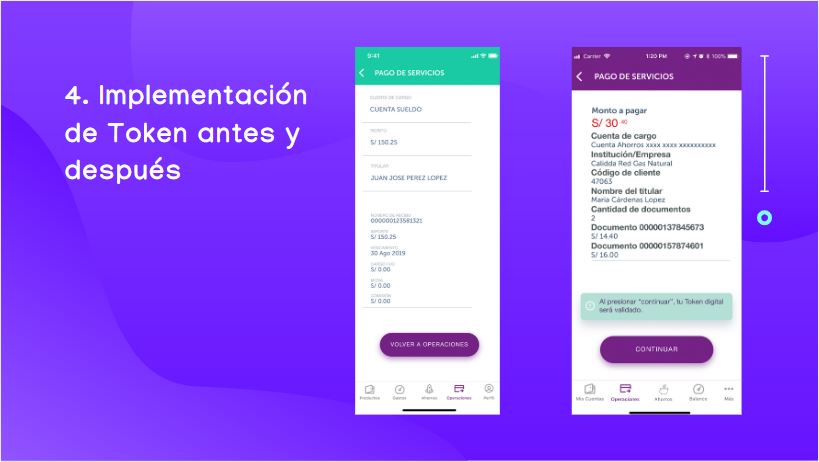 4. Implementación
de Token antes y
después
9:41
PAGO DE SERVICIOS
CUENTA DE CARGO
CUENTA SUELDO
MONTO
S/ 150.25
TITULAR
JUAN JOSE PEREZ LOPEZ
NÚMERO DE RECIBO
000000123581321
IMPORTE
S/ 150.25
VENCIMIENTO
30 Ago 2019
CARGO FIJO
S/ 0.00
MORA
S/ 0.00
COMISIÓN
S/ 0.00
VOLVER A OPERACIONES
Productos Gastos Ahorros Operaciones Perfil
Carrier 1:20 PM 100%
PAGO DE SERVICIOS
Monto a pagar
S/ 30 .40
Cuenta de cargo
Cuenta Ahorros xxxx xxxx xxxxxxxxxx
Institución/Empresa
Calidda Red Gas Natural
Código de cliente
47063
Nombre del titular
Maria Cárdenas Lopez
Cantidad de documentos
2
Documento 00000137845673
S/ 14.40
Documento 00000157874601
S/ 16.00
Al presionar "continuar", tu Token digital
será validado.
CONTINUAR
Mis Cuentas Operaciones Ahorros Balance Más